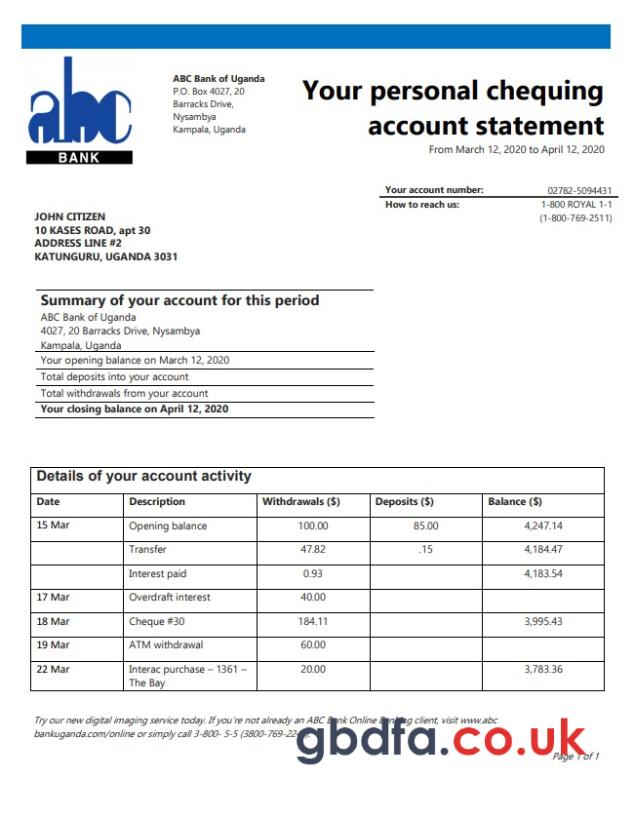 abc
BANK
ABC Bank of Uganda
P.O. Box 4027, 20
Barracks Drive,
Nysambya
Kampala, Uganda
Your personal chequing
account statement
From March 12, 2020 to April 12, 2020
Your account number: 02782-5094431
How to reach us: 1-800 ROYAL 1-1
(1-800-769-2511)
JOHN CITIZEN
10 KASES ROAD, apt 30
ADDRESS LINE #2
KATUNGURU, UGANDA 3031
Summary of your account for this period
ABC Bank of Uganda
4027, 20 Barracks Drive, Nysambya
Kampala, Uganda
Your opening balance on March 12, 2020
Total deposits into your account
Total withdrawals from your account
Your closing balance on April 12, 2020
Details of your account activity
Date Description Withdrawals ($) Deposits ($) Balance ($)
15 Mar Opening balance 100.00 85.00 4,247.14
Transfer 47.82 .15 4,184.47
Interest paid 0.93 4,183.54
17 Mar Overdraft interest 40.00
18 Mar Cheque #30 184.11 3,995.43
19 Mar ATM withdrawal 60.00
22 Mar Interac purchase – 1361 – 20.00 3,783.36
The Bay
Try our new digital imaging service today. If you're not already an ABC Bank Online Banking client, visit www.abc
bankuganda.com/online or simply call 3-800- 5-5
gbdfa.co.uk
Page 1 of 1